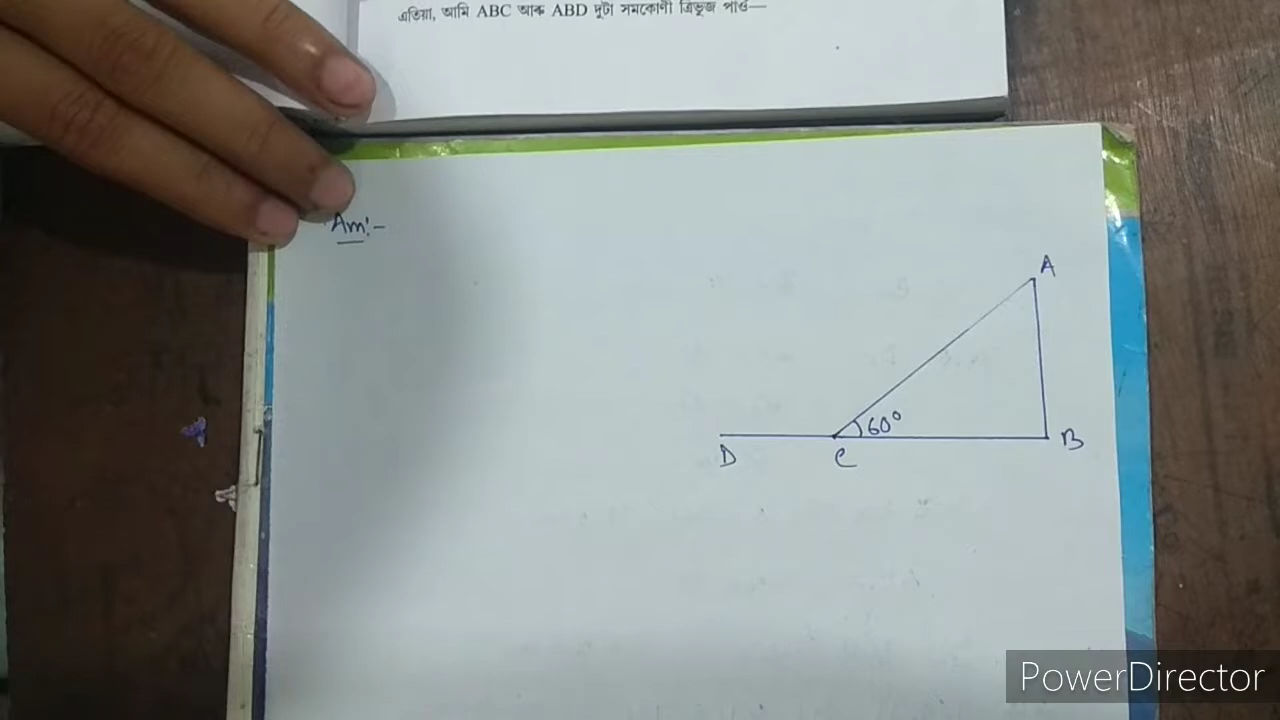 এতিয়া, আমি ABC আৰু ABD দুটা সমকোণী ত্ৰিভুজ পাওঁ—
Ans:-
A
60°
D C B
PowerDirector